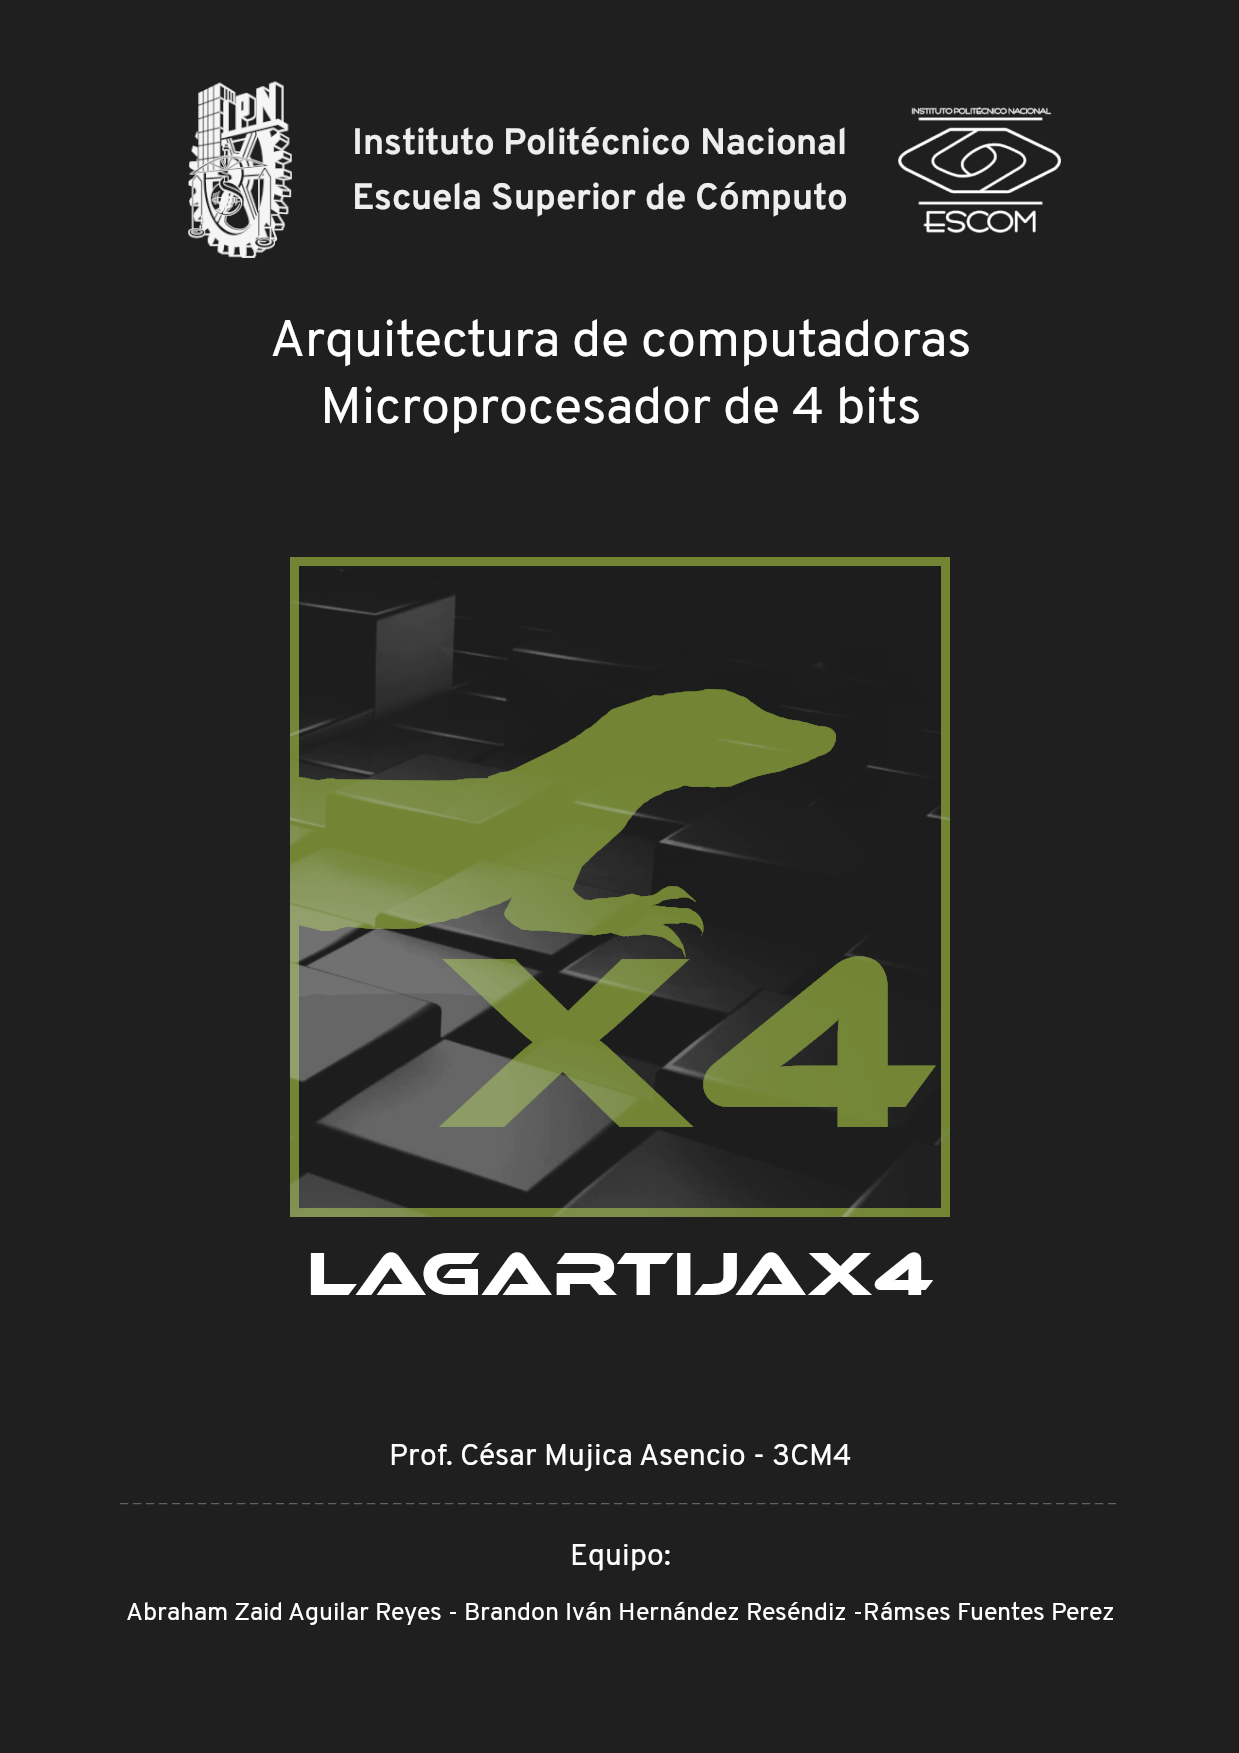 IPN
Instituto Politécnico Nacional
Escuela Superior de Cómputo
INSTITUTO POLITÉCNICO NACIONAL
ESCOM
Arquitectura de computadoras
Microprocesador de 4 bits
X4
LAGARTIJAX4
Prof. César Mujica Asencio - 3CM4
Equipo:
Abraham Zaid Aguilar Reyes - Brandon Iván Hernández Reséndiz -Rámses Fuentes Perez